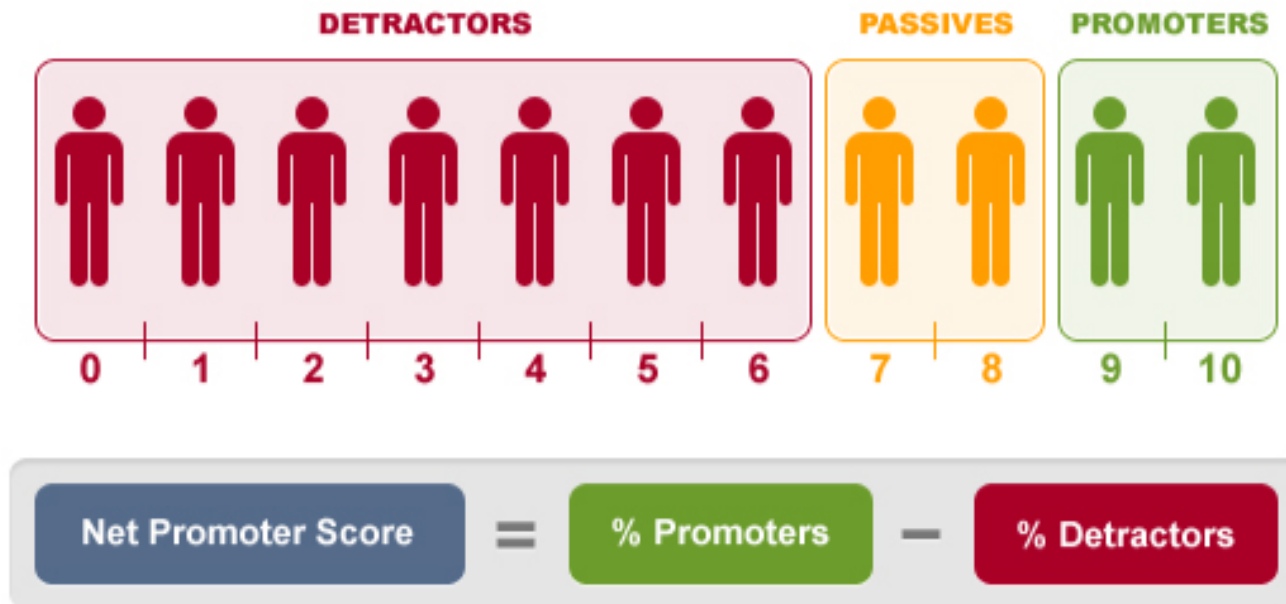 DETRACTORS PASSIVES PROMOTERS
0 1 2 3 4 5 6 7 8 9 10
Net Promoter Score = % Promoters − % Detractors